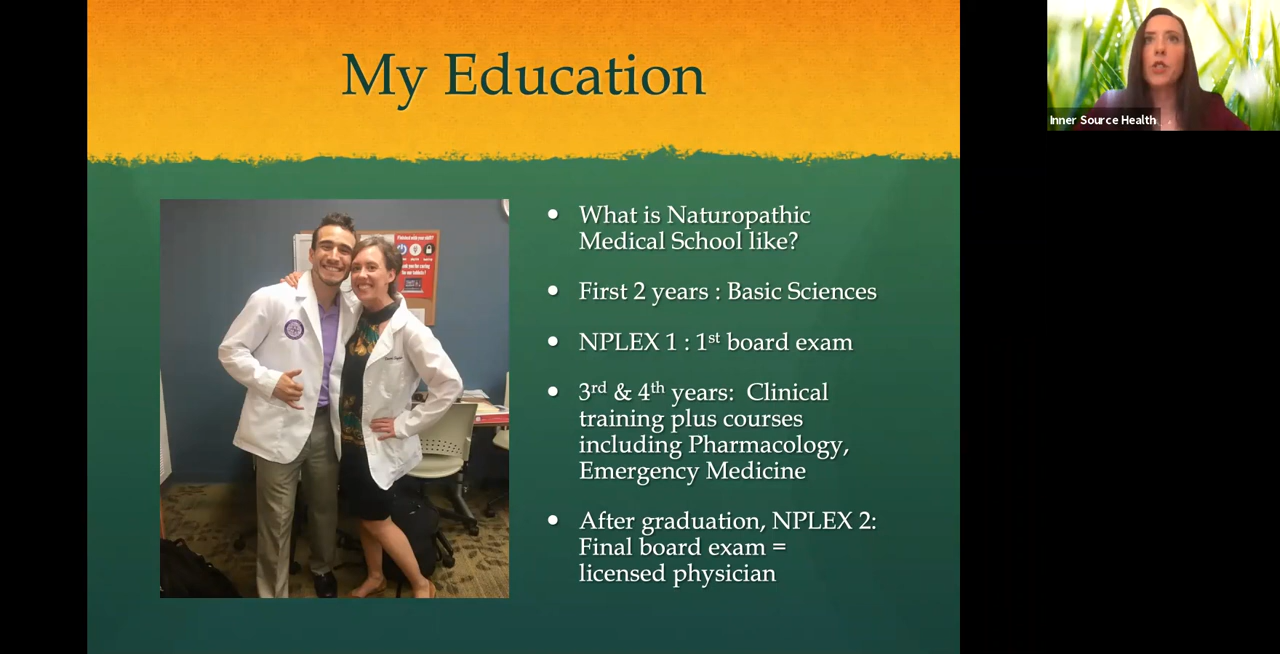 My Education
What is Naturopathic
Medical School like?
First 2 years : Basic Sciences
NPLEX 1 : 1st board exam
3rd & 4th years: Clinical
training plus courses
including Pharmacology,
Emergency Medicine
After graduation, NPLEX 2:
Final board exam =
licensed physician
Inner Source Health